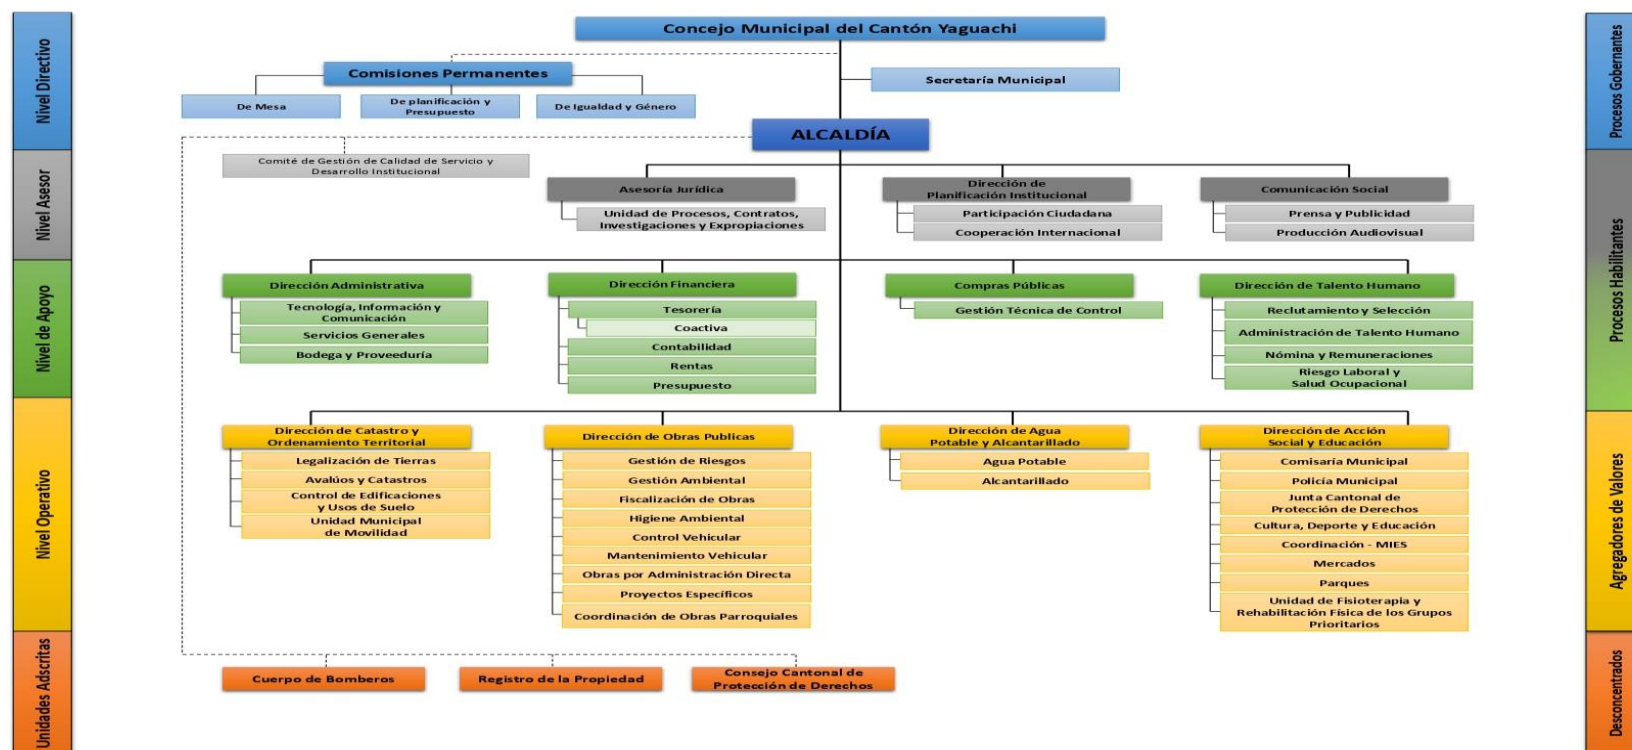 Concejo Municipal del Cantón Yaguachi
Comisiones Permanentes
Secretaría Municipal
De Mesa
De planificación y
Presupuesto
De Igualdad y Género
ALCALDÍA
Comité de Gestión de Calidad de Servicio y
Desarrollo Institucional
Asesoría Jurídica
Unidad de Procesos, Contratos,
Investigaciones y Expropiaciones
Dirección de
Planificación Institucional
Participación Ciudadana
Cooperación Internacional
Comunicación Social
Prensa y Publicidad
Producción Audiovisual
Dirección Administrativa
Tecnología, Información y
Comunicación
Servicios Generales
Bodega y Proveeduría
Dirección Financiera
Tesorería
Coactiva
Contabilidad
Rentas
Presupuesto
Compras Públicas
Gestión Técnica de Control
Dirección de Talento Humano
Reclutamiento y Selección
Administración de Talento Humano
Nómina y Remuneraciones
Riesgo Laboral y
Salud Ocupacional
Dirección de Catastro y
Ordenamiento Territorial
Legalización de Tierras
Avalúos y Catastros
Control de Edificaciones
y Usos de Suelo
Unidad Municipal
de Movilidad
Dirección de Obras Publicas
Gestión de Riesgos
Gestión Ambiental
Fiscalización de Obras
Higiene Ambiental
Control Vehicular
Mantenimiento Vehicular
Obras por Administración Directa
Proyectos Específicos
Coordinación de Obras Parroquiales
Dirección de Agua
Potable y Alcantarillado
Agua Potable
Alcantarillado
Dirección de Acción
Social y Educación
Comisaría Municipal
Policía Municipal
Junta Cantonal de
Protección de Derechos
Cultura, Deporte y Educación
Coordinación - MIES
Mercados
Parques
Unidad de Fisioterapia y
Rehabilitación Física de los Grupos
Prioritarios
Cuerpo de Bomberos
Registro de la Propiedad
Consejo Cantonal de
Protección de Derechos
Nivel Directivo
Nivel Asesor
Nivel de Apoyo
Nivel Operativo
Unidades Adscritas
Procesos Gobernantes
Procesos Habilitantes
Agregadores de Valores
Desconcentrados